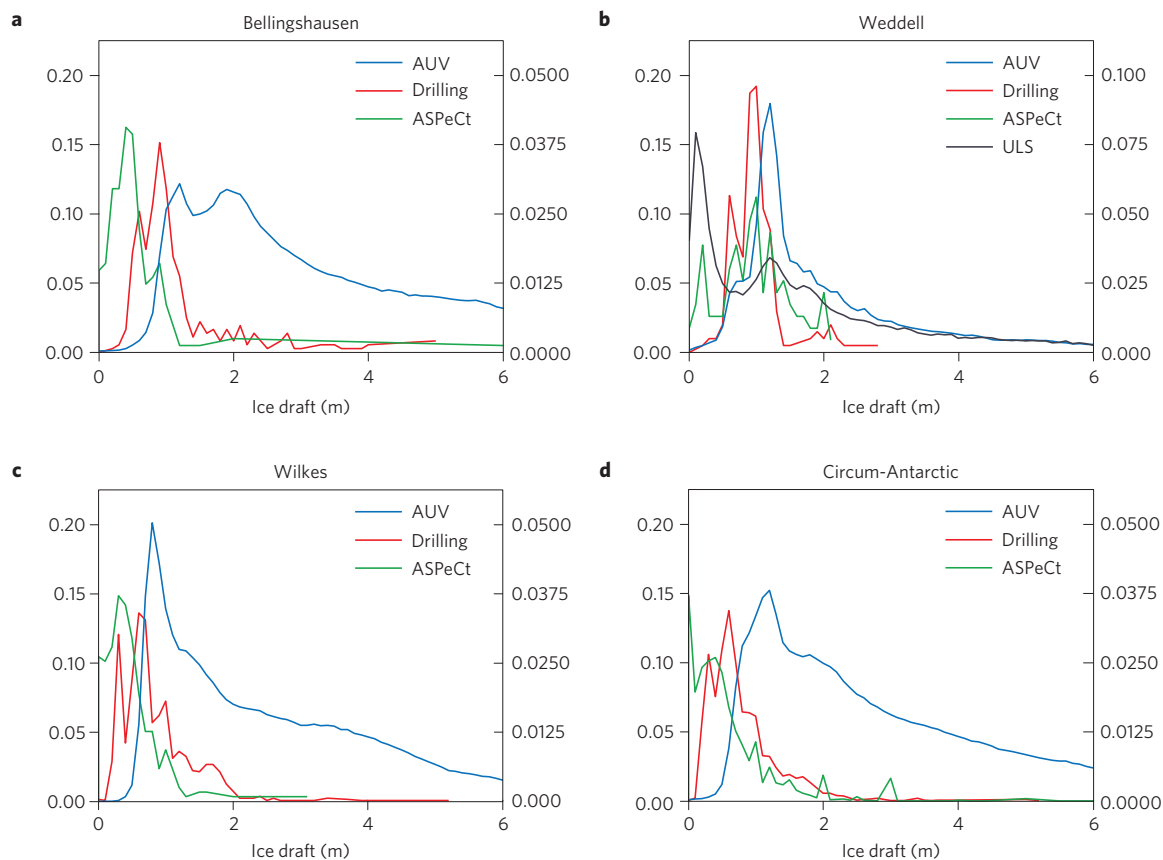 a Bellingshausen
0.20 0.15 0.10 0.05 0.00
0.0500 0.0375 0.0250 0.0125 0.0000
AUV
Drilling
ASPeCt
0 2 4 6
Ice draft (m)
b Weddell
0.20 0.15 0.10 0.05 0.00
0.100 0.075 0.050 0.025 0.000
AUV
Drilling
ASPeCt
ULS
0 2 4 6
Ice draft (m)
c Wilkes
0.20 0.15 0.10 0.05 0.00
0.0500 0.0375 0.0250 0.0125 0.000
AUV
Drilling
ASPeCt
0 2 4 6
Ice draft (m)
d Circum-Antarctic
0.20 0.15 0.10 0.05 0.00
0.0500 0.0375 0.0250 0.0125 0.0000
AUV
Drilling
ASPeCt
0 2 4 6
Ice draft (m)